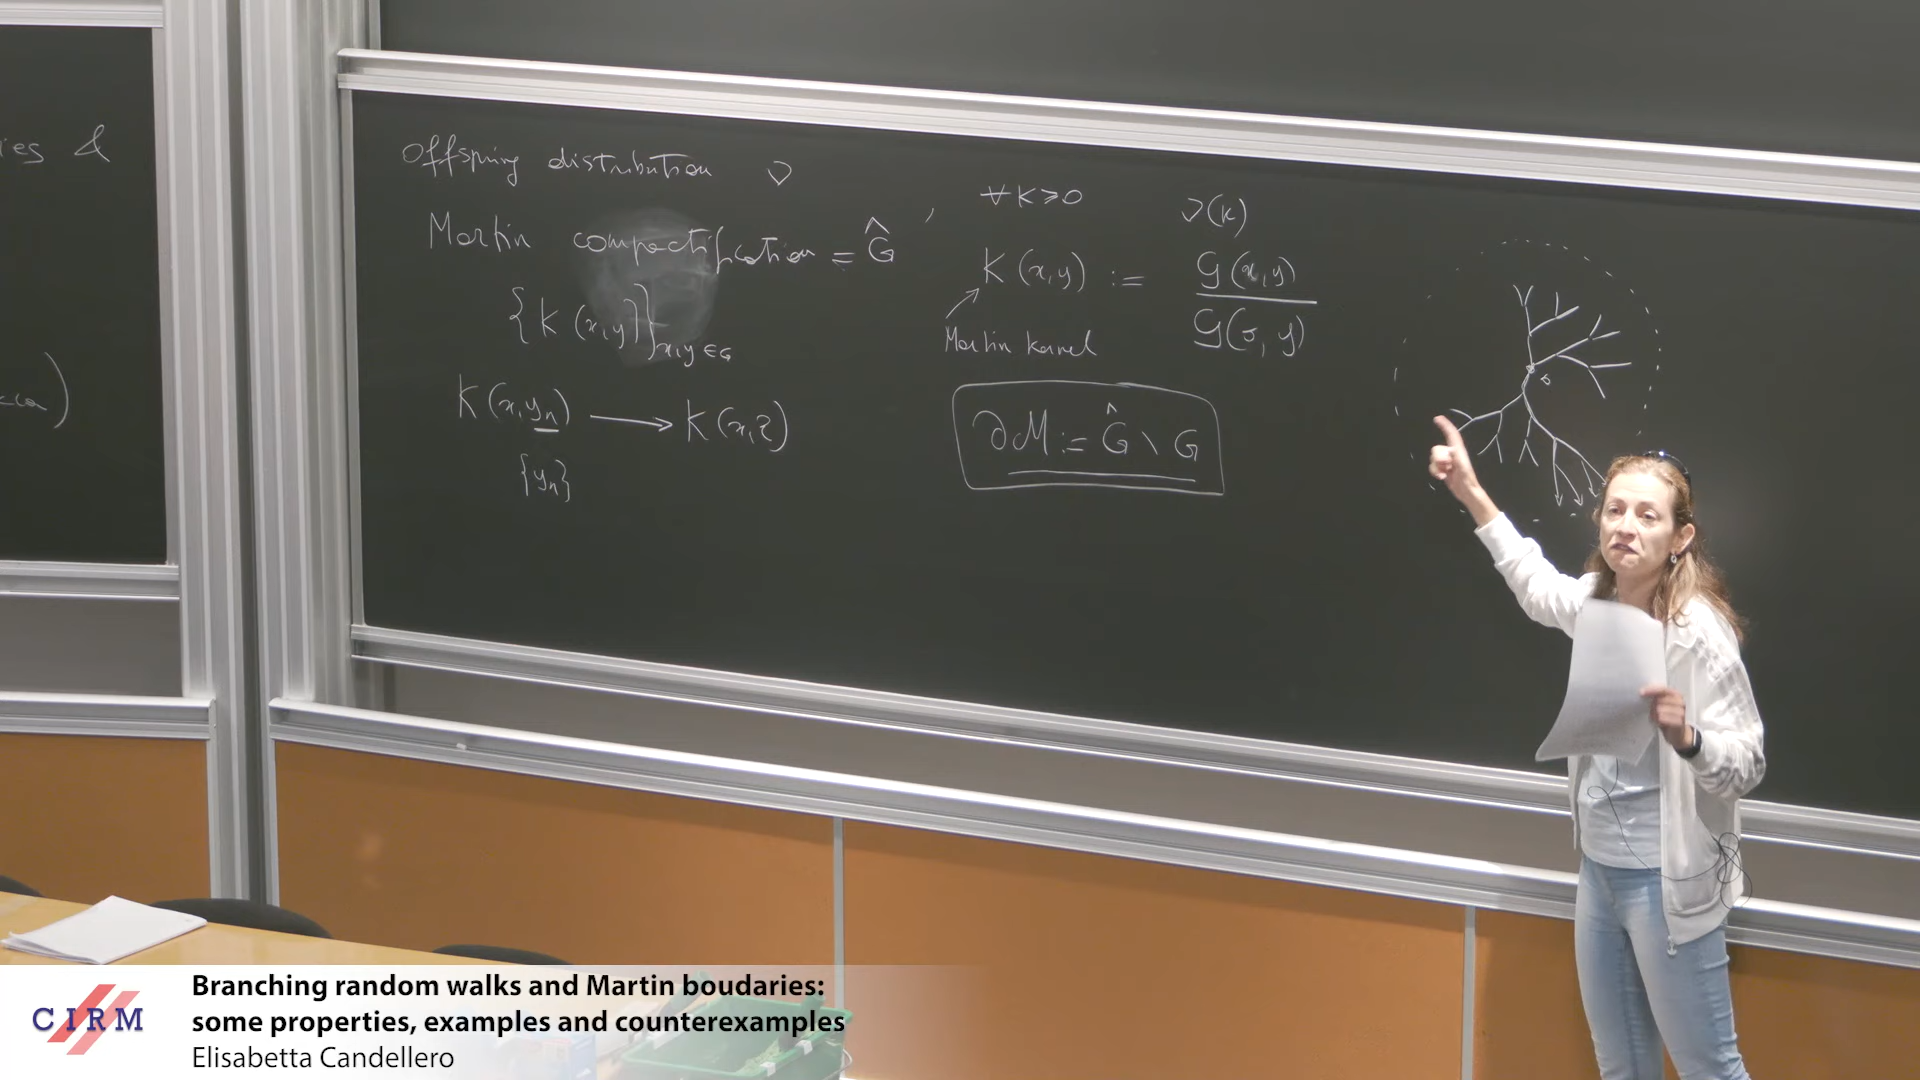 ies &
Offspring distribution ν, ∀ K ≥ 0 ν(k)
Martin compactification = Ĝ
K(x,y) := G(x,y) / G(o,y)
{K(x,y)}x,y∈G
Martin kernel
K(x,yn) → K(x,ξ)
∂M := Ĝ \ G
{yn}
o
CIRM
Branching random walks and Martin boudaries:
some properties, examples and counterexamples
Elisabetta Candellero